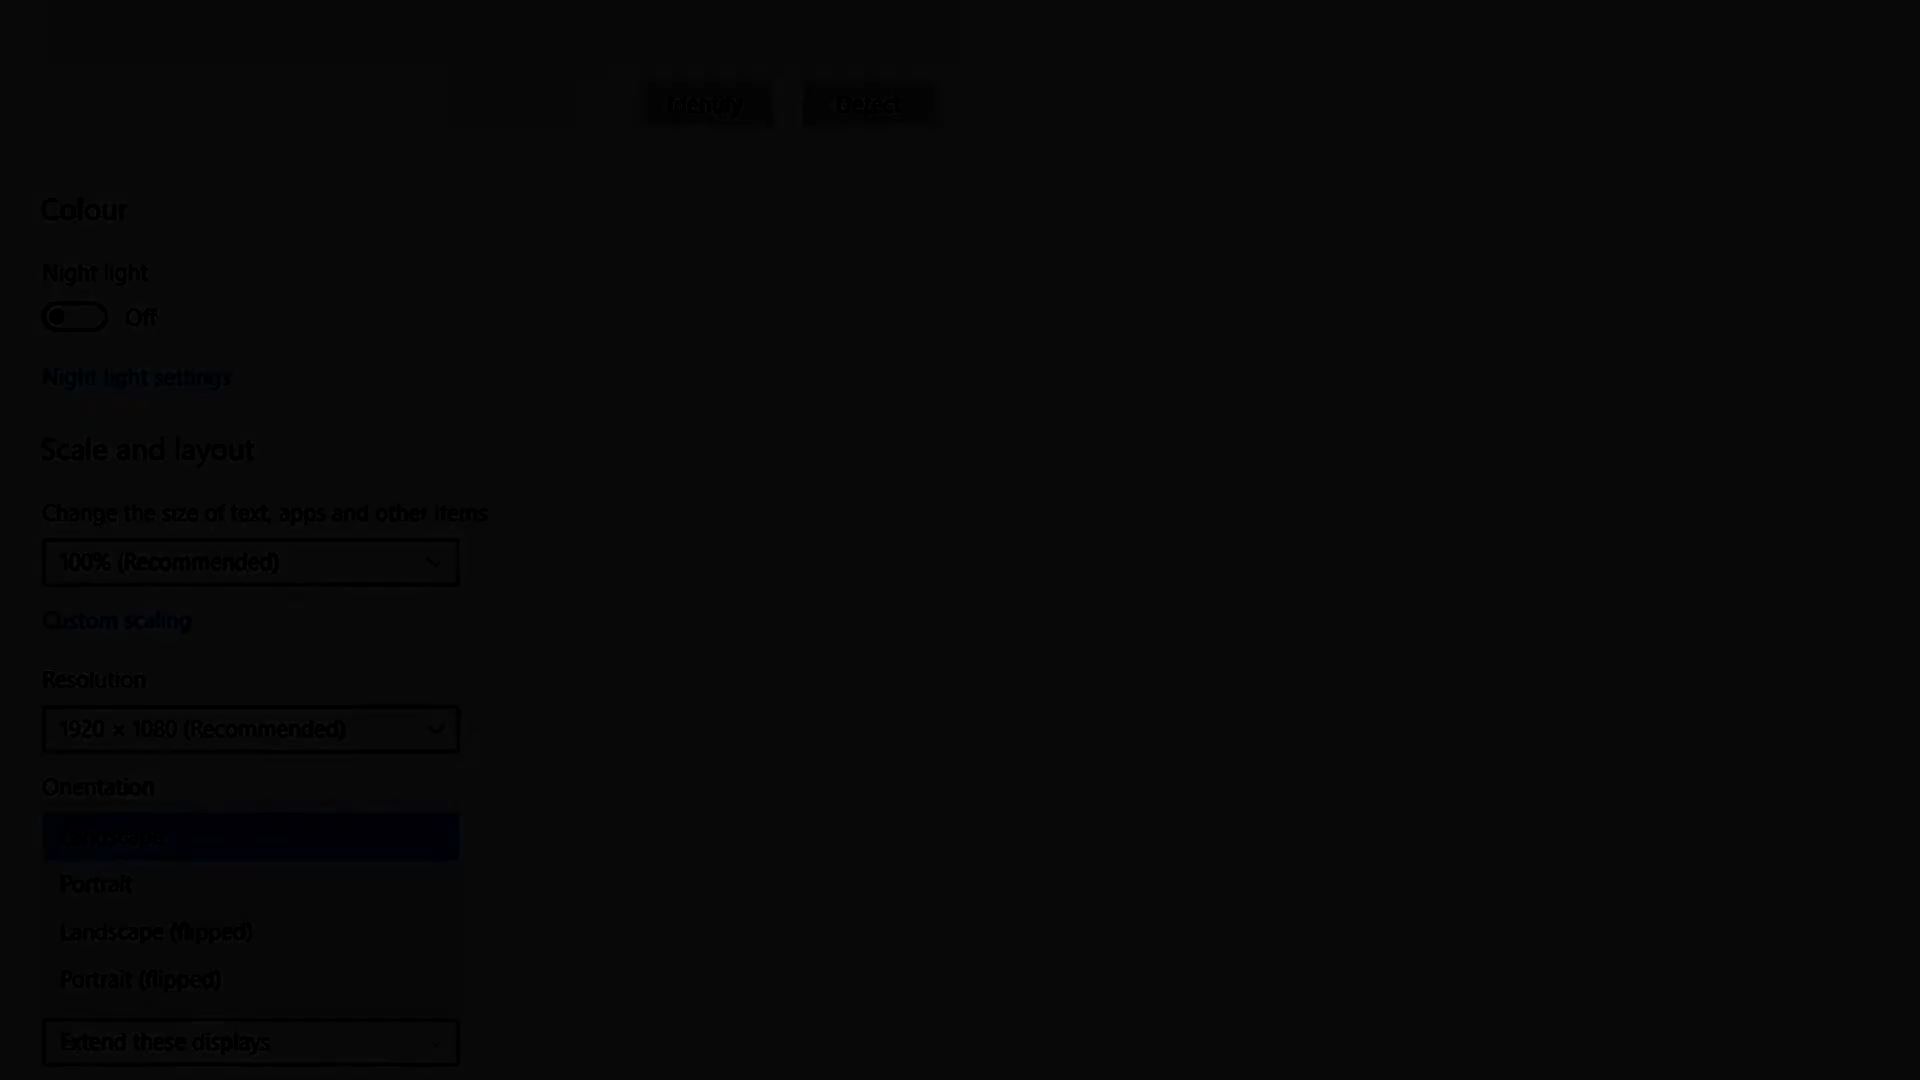 Identify Detect
Colour
Night light
Off
Night light settings
Scale and layout
Change the size of text, apps and other items
100% (Recommended)
Custom scaling
Resolution
1920 × 1080 (Recommended)
Orientation
Landscape
Portrait
Landscape (flipped)
Portrait (flipped)
Extend these displays